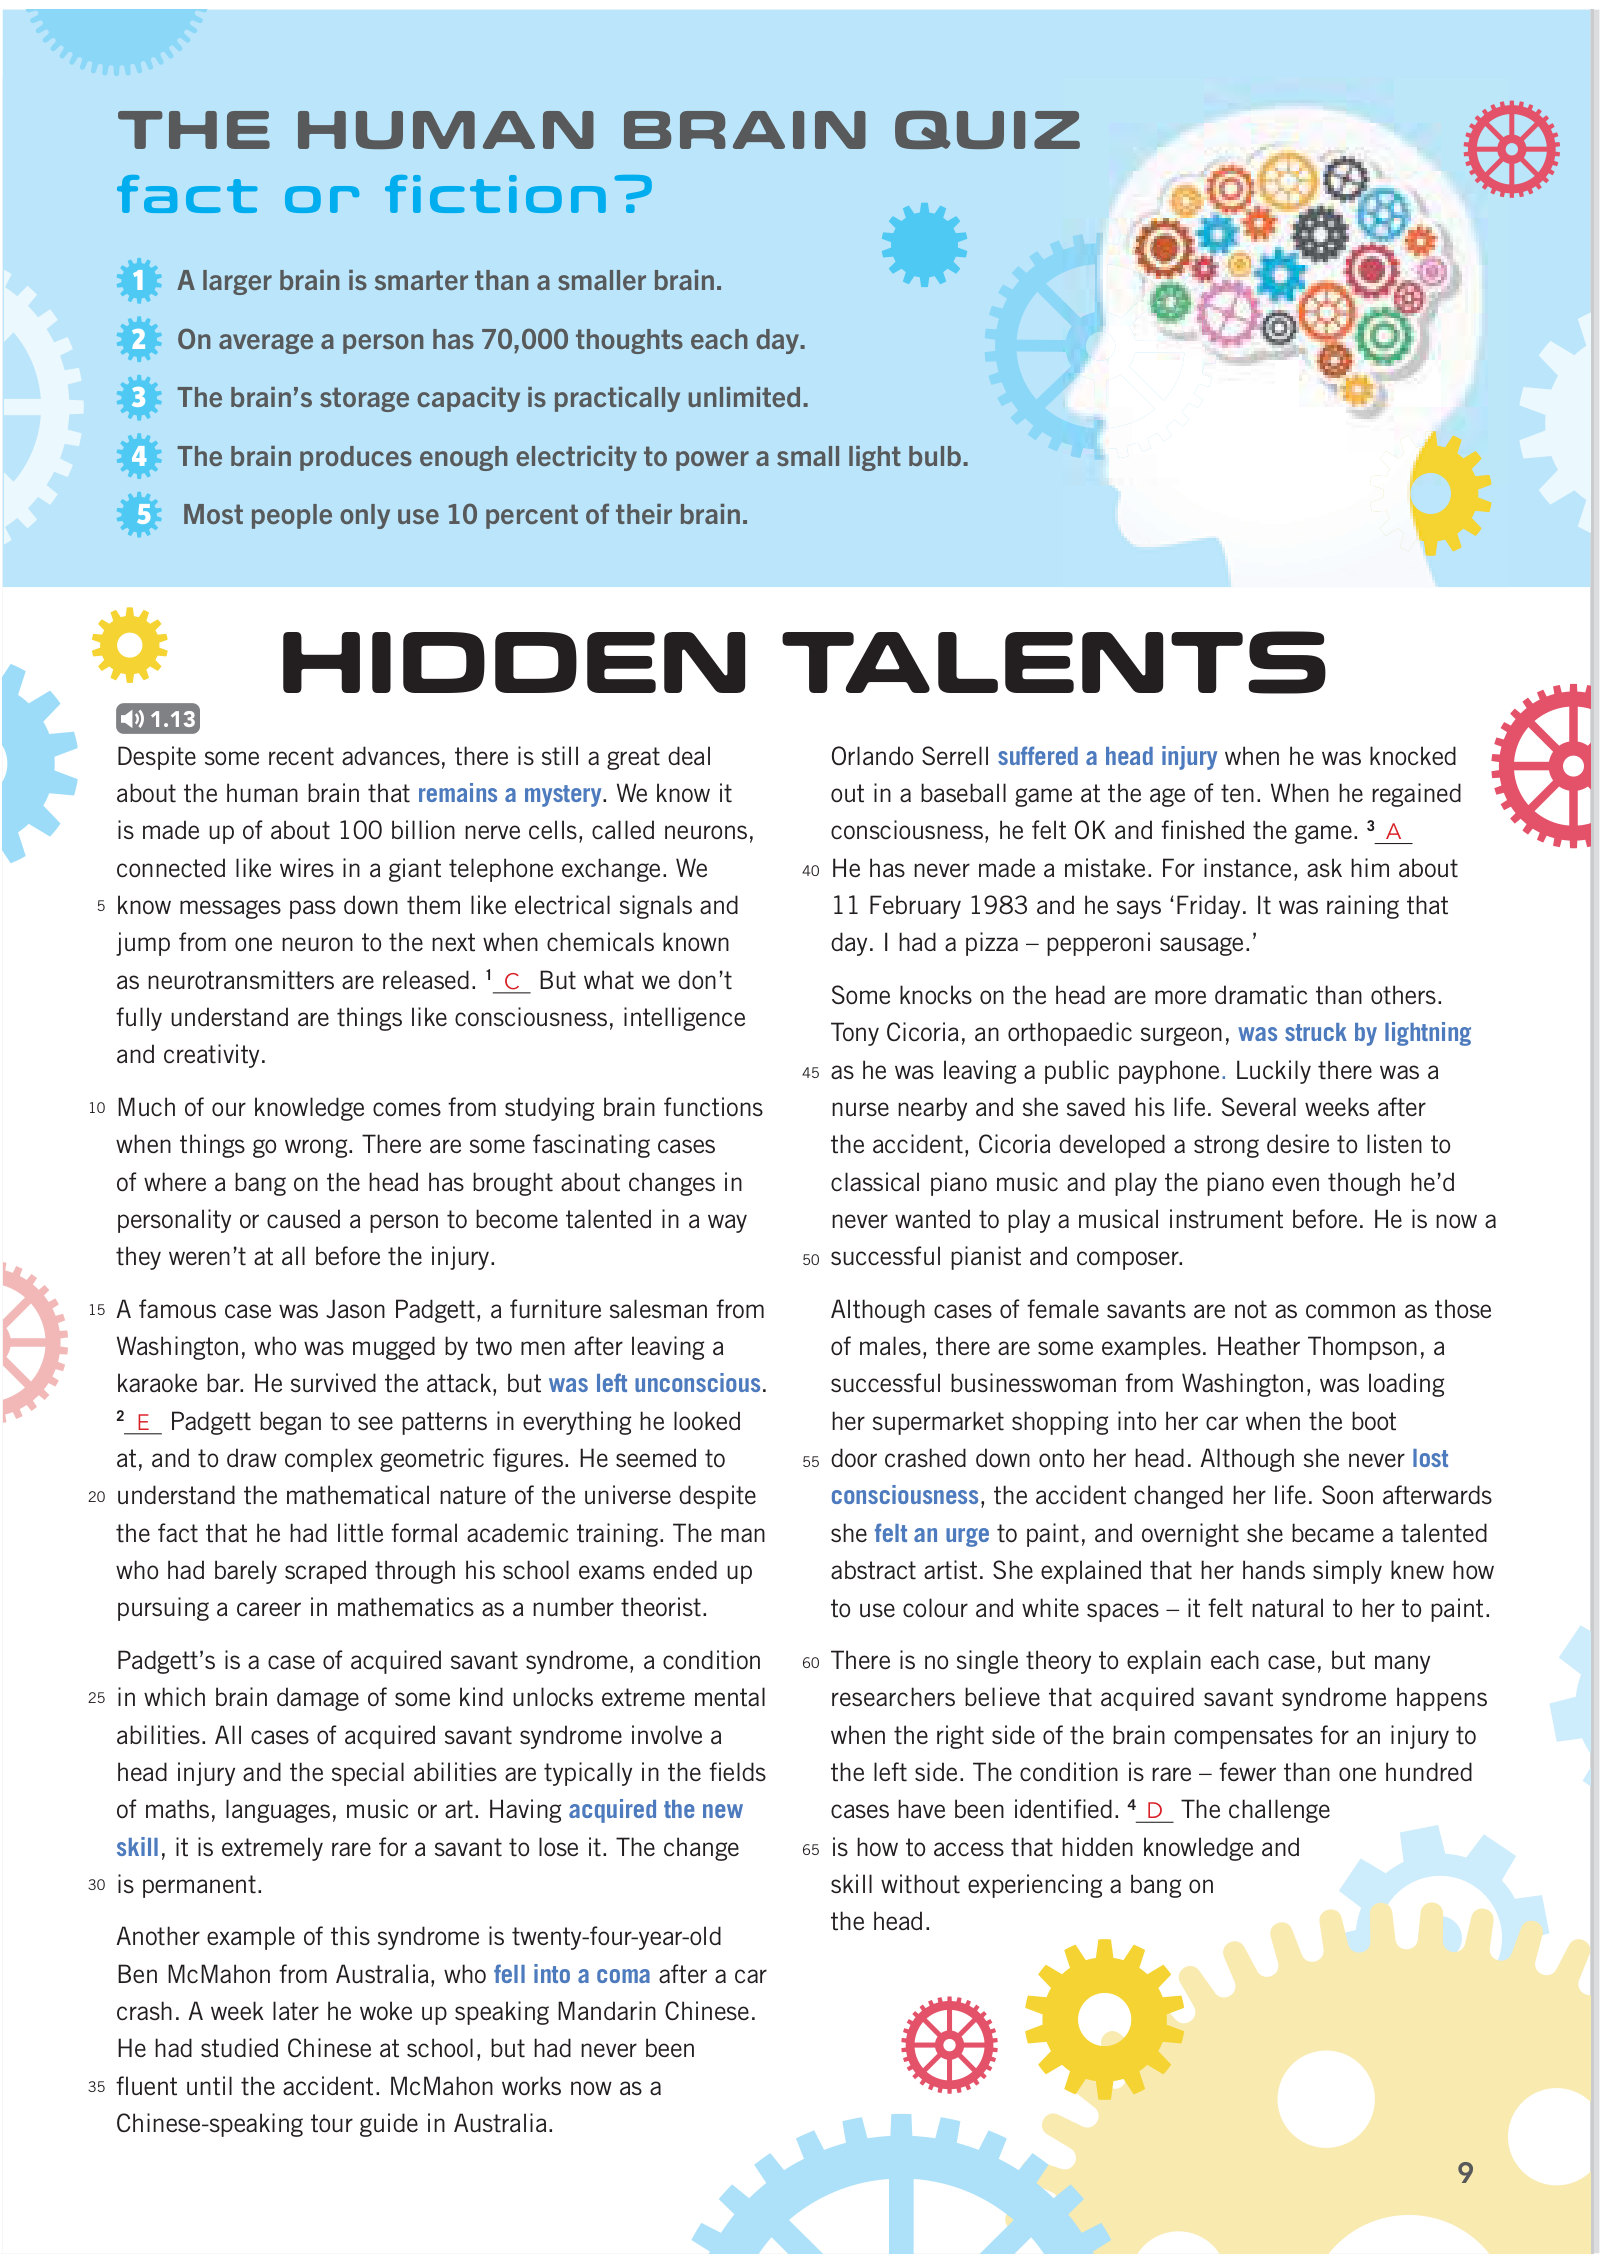 THE HUMAN BRAIN QUIZ
fact or fiction?
1 A larger brain is smarter than a smaller brain.
2 On average a person has 70,000 thoughts each day.
3 The brain's storage capacity is practically unlimited.
4 The brain produces enough electricity to power a small light bulb.
5 Most people only use 10 percent of their brain.
HIDDEN TALENTS
1.13
Despite some recent advances, there is still a great deal
about the human brain that remains a mystery. We know it
is made up of about 100 billion nerve cells, called neurons,
connected like wires in a giant telephone exchange. We
5 know messages pass down them like electrical signals and
jump from one neuron to the next when chemicals known
as neurotransmitters are released. 1 C But what we don't
fully understand are things like consciousness, intelligence
and creativity.
10 Much of our knowledge comes from studying brain functions
when things go wrong. There are some fascinating cases
of where a bang on the head has brought about changes in
personality or caused a person to become talented in a way
they weren't at all before the injury.
15 A famous case was Jason Padgett, a furniture salesman from
Washington, who was mugged by two men after leaving a
karaoke bar. He survived the attack, but was left unconscious.
2 E Padgett began to see patterns in everything he looked
at, and to draw complex geometric figures. He seemed to
20 understand the mathematical nature of the universe despite
the fact that he had little formal academic training. The man
who had barely scraped through his school exams ended up
pursuing a career in mathematics as a number theorist.
Padgett's is a case of acquired savant syndrome, a condition
25 in which brain damage of some kind unlocks extreme mental
abilities. All cases of acquired savant syndrome involve a
head injury and the special abilities are typically in the fields
of maths, languages, music or art. Having acquired the new
skill, it is extremely rare for a savant to lose it. The change
30 is permanent.
Another example of this syndrome is twenty-four-year-old
Ben McMahon from Australia, who fell into a coma after a car
crash. A week later he woke up speaking Mandarin Chinese.
He had studied Chinese at school, but had never been
35 fluent until the accident. McMahon works now as a
Chinese-speaking tour guide in Australia.
Orlando Serrell suffered a head injury when he was knocked
out in a baseball game at the age of ten. When he regained
consciousness, he felt OK and finished the game. 3 A
40 He has never made a mistake. For instance, ask him about
11 February 1983 and he says 'Friday. It was raining that
day. I had a pizza – pepperoni sausage.'
Some knocks on the head are more dramatic than others.
Tony Cicoria, an orthopaedic surgeon, was struck by lightning
45 as he was leaving a public payphone. Luckily there was a
nurse nearby and she saved his life. Several weeks after
the accident, Cicoria developed a strong desire to listen to
classical piano music and play the piano even though he'd
never wanted to play a musical instrument before. He is now a
50 successful pianist and composer.
Although cases of female savants are not as common as those
of males, there are some examples. Heather Thompson, a
successful businesswoman from Washington, was loading
her supermarket shopping into her car when the boot
55 door crashed down onto her head. Although she never lost
consciousness, the accident changed her life. Soon afterwards
she felt an urge to paint, and overnight she became a talented
abstract artist. She explained that her hands simply knew how
to use colour and white spaces – it felt natural to her to paint.
60 There is no single theory to explain each case, but many
researchers believe that acquired savant syndrome happens
when the right side of the brain compensates for an injury to
the left side. The condition is rare – fewer than one hundred
cases have been identified. 4 D The challenge
65 is how to access that hidden knowledge and
skill without experiencing a bang on
the head.
9